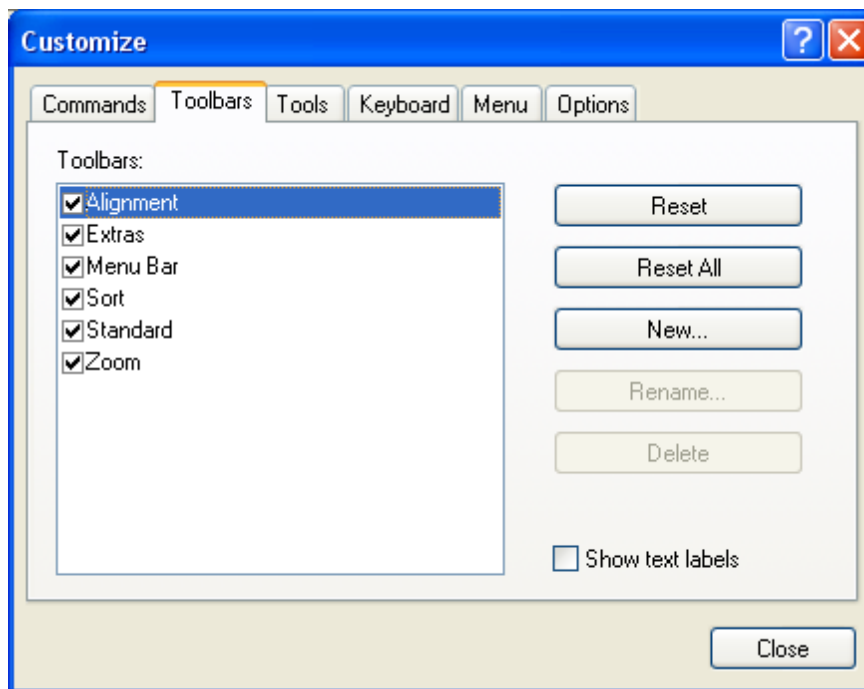 Customize
Commands Toolbars Tools Keyboard Menu Options
Toolbars:
Alignment
Extras
Menu Bar
Sort
Standard
Zoom
Reset
Reset All
New...
Rename...
Delete
Show text labels
Close